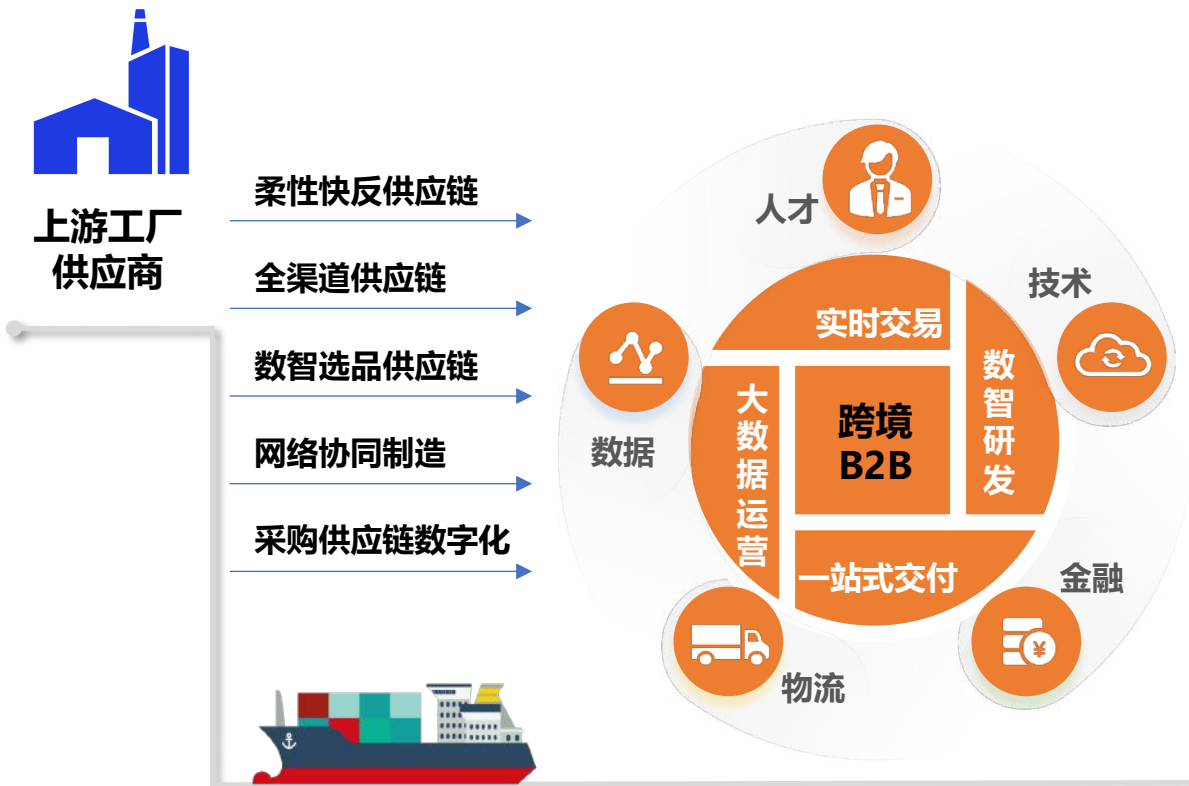 上游工厂
供应商
柔性快反供应链
全渠道供应链
数智选品供应链
网络协同制造
采购供应链数字化
人才
技术
数据
金融
物流
实时交易
数智研发
大数据运营
一站式交付
跨境
B2B
¥